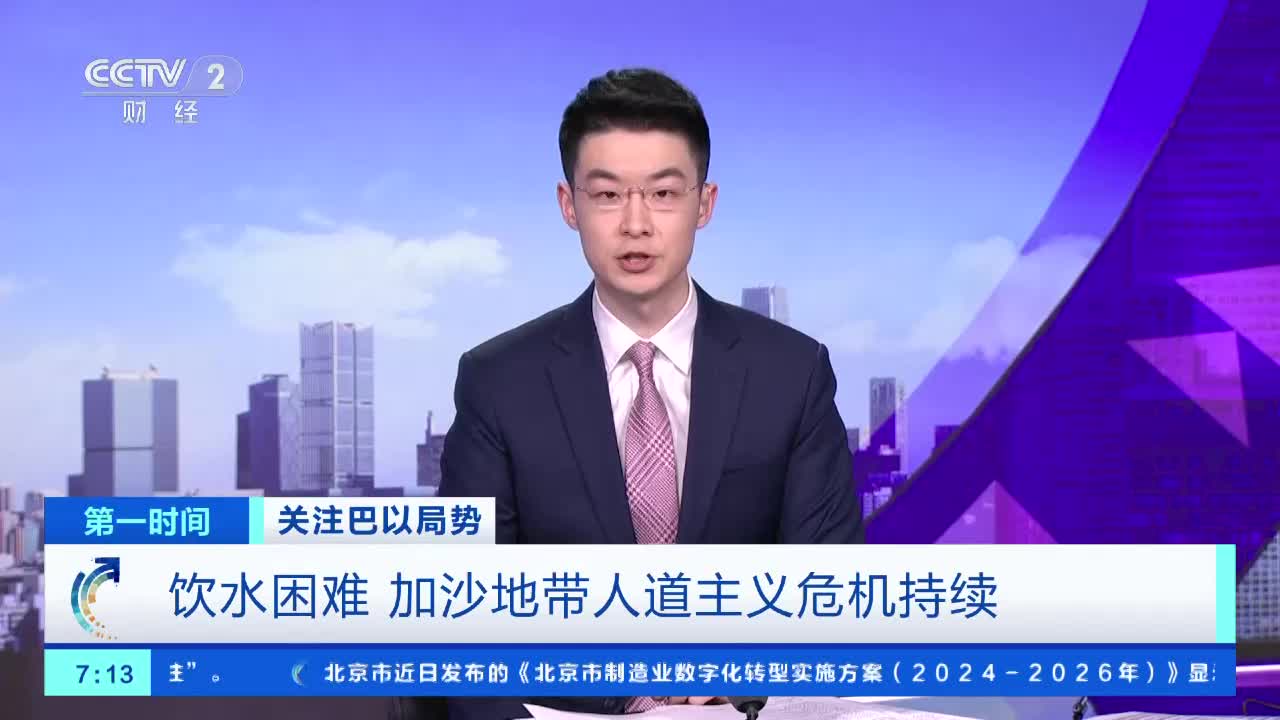 CCTV 2
财 经
第一时间
关注巴以局势
饮水困难 加沙地带人道主义危机持续
7:13
主”。 北京市近日发布的《北京市制造业数字化转型实施方案（2024－2026年）》显